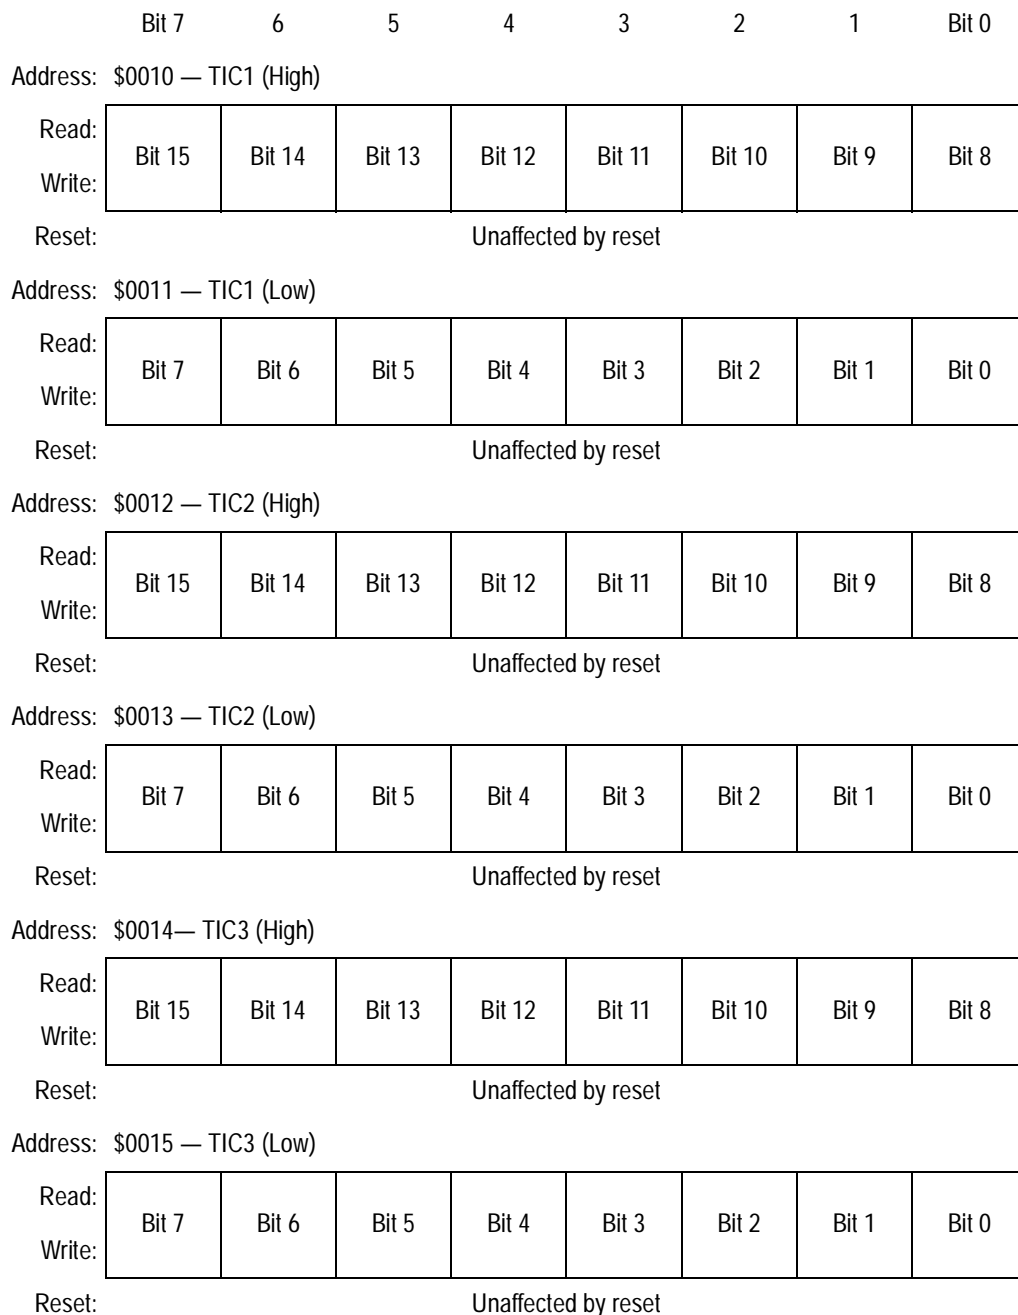 Bit 7 6 5 4 3 2 1 Bit 0
Address: $0010 — TIC1 (High)
Read:
Bit 15 Bit 14 Bit 13 Bit 12 Bit 11 Bit 10 Bit 9 Bit 8
Write:
Reset: Unaffected by reset
Address: $0011 — TIC1 (Low)
Read:
Bit 7 Bit 6 Bit 5 Bit 4 Bit 3 Bit 2 Bit 1 Bit 0
Write:
Reset: Unaffected by reset
Address: $0012 — TIC2 (High)
Read:
Bit 15 Bit 14 Bit 13 Bit 12 Bit 11 Bit 10 Bit 9 Bit 8
Write:
Reset: Unaffected by reset
Address: $0013 — TIC2 (Low)
Read:
Bit 7 Bit 6 Bit 5 Bit 4 Bit 3 Bit 2 Bit 1 Bit 0
Write:
Reset: Unaffected by reset
Address: $0014— TIC3 (High)
Read:
Bit 15 Bit 14 Bit 13 Bit 12 Bit 11 Bit 10 Bit 9 Bit 8
Write:
Reset: Unaffected by reset
Address: $0015 — TIC3 (Low)
Read:
Bit 7 Bit 6 Bit 5 Bit 4 Bit 3 Bit 2 Bit 1 Bit 0
Write:
Reset: Unaffected by reset